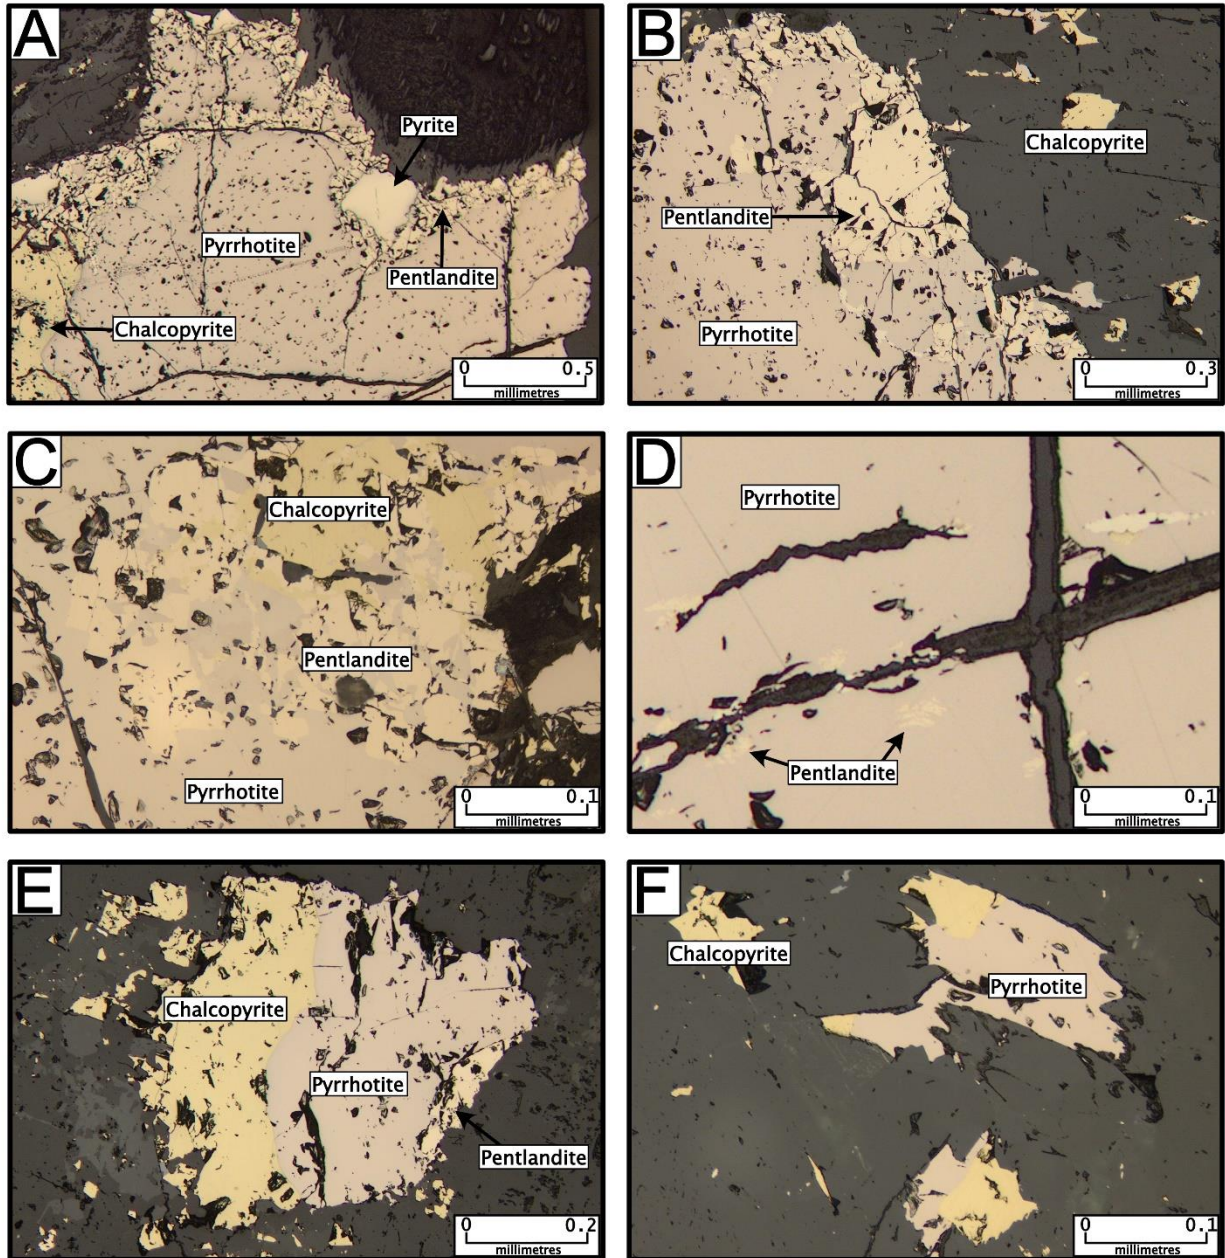 A
Pyrite
Pyrrhotite
Pentlandite
Chalcopyrite
0 0.5
millimetres
B
Chalcopyrite
Pentlandite
Pyrrhotite
0 0.3
millimetres
C
Chalcopyrite
Pentlandite
Pyrrhotite
0 0.1
millimetres
D
Pyrrhotite
Pentlandite
0 0.1
millimetres
E
Chalcopyrite
Pyrrhotite
Pentlandite
0 0.2
millimetres
F
Chalcopyrite
Pyrrhotite
0 0.1
millimetres